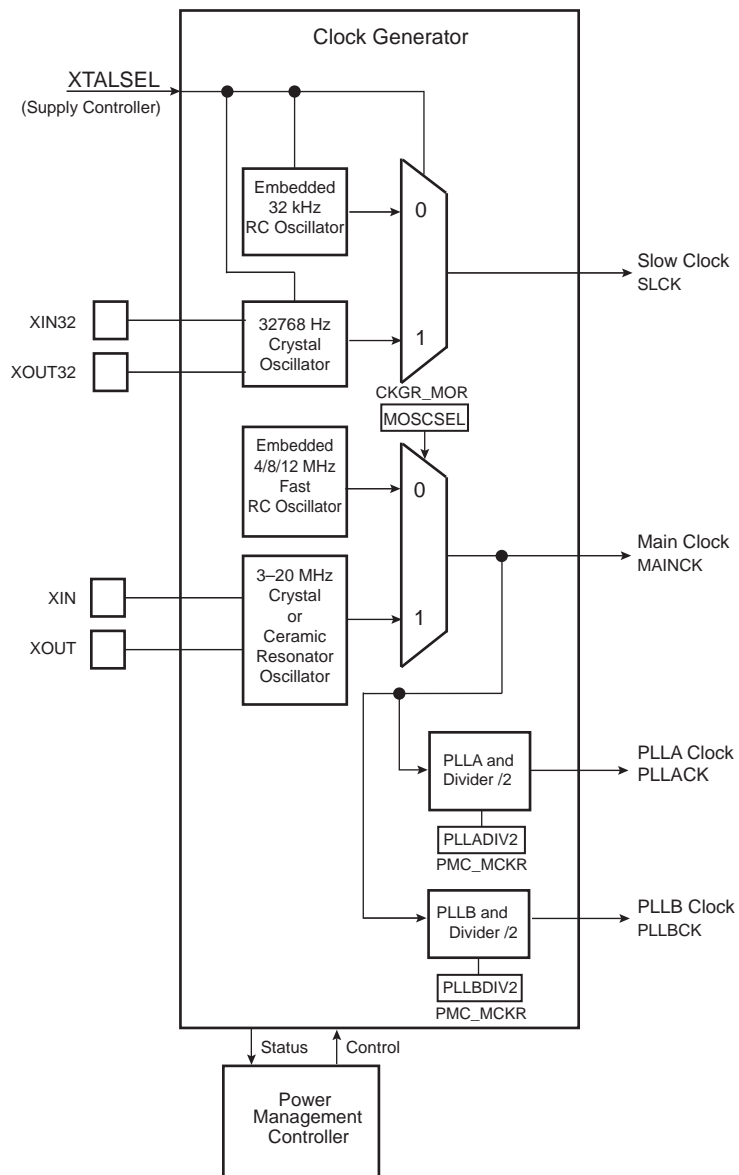 Clock Generator
XTALSEL
(Supply Controller)
Embedded
32 kHz
RC Oscillator
0
Slow Clock
SLCK
XIN32
32768 Hz
Crystal
Oscillator
1
XOUT32
CKGR_MOR
MOSCSEL
Embedded
4/8/12 MHz
Fast
RC Oscillator
0
Main Clock
MAINCK
XIN
3–20 MHz
Crystal
or
Ceramic
Resonator
Oscillator
1
XOUT
PLLA and
Divider /2
PLLA Clock
PLLACK
PLLADIV2
PMC_MCKR
PLLB and
Divider /2
PLLB Clock
PLLBCK
PLLBDIV2
PMC_MCKR
Status
Control
Power
Management
Controller